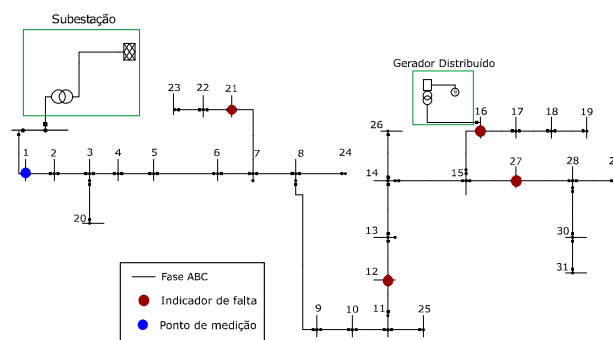 Subestação
Gerador Distribuído
23 22 21
26
16 17 18 19
1 2 3 4 5 6 7 8 24
14 15 27 28
20
13
30
12
31
9 10 11 25
Fase ABC
Indicador de falta
Ponto de medição